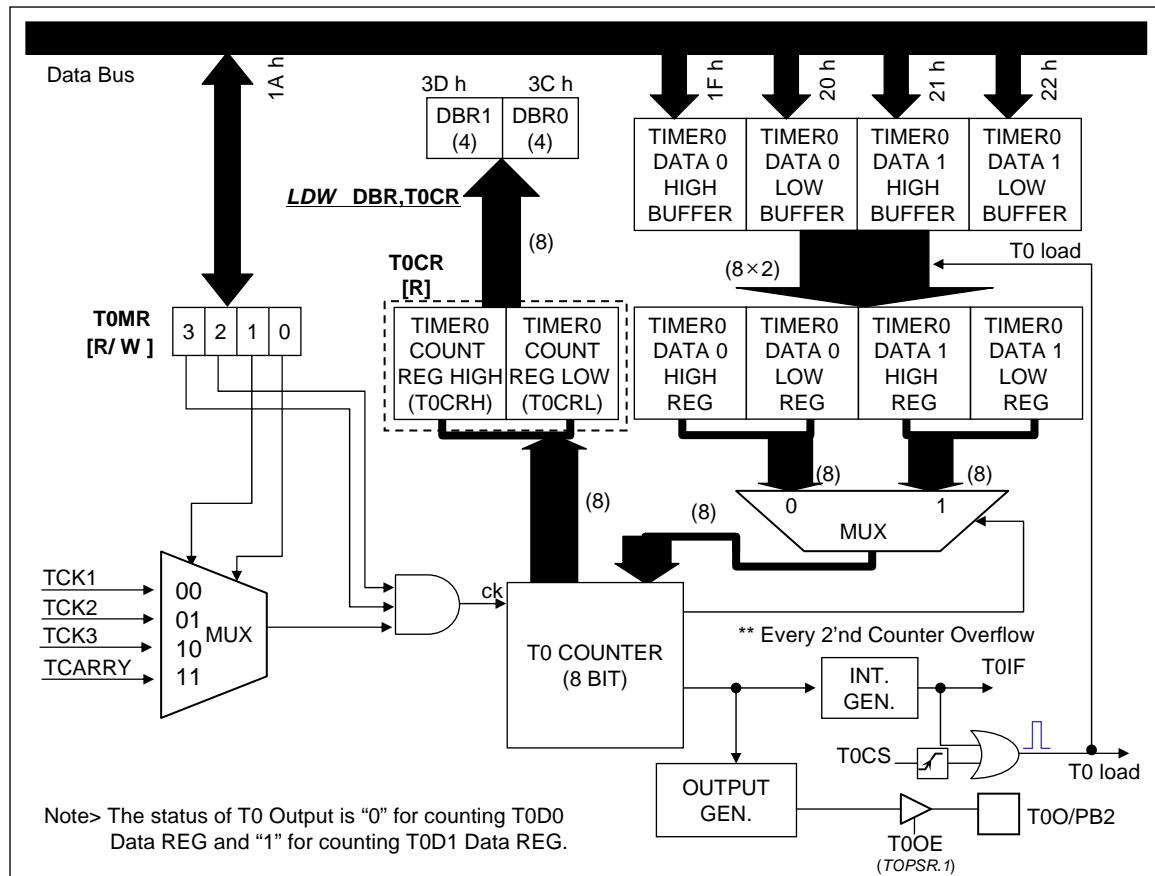 Data Bus
1A h
1F h
20 h
21 h
22 h
3D h
3C h
DBR1
(4)
DBR0
(4)
LDW DBR,T0CR
(8)
TIMER0
DATA 0
HIGH
BUFFER
TIMER0
DATA 0
LOW
BUFFER
TIMER0
DATA 1
HIGH
BUFFER
TIMER0
DATA 1
LOW
BUFFER
(8×2)
T0 load
T0CR
[R]
T0MR
[R/ W ]
3
2
1
0
TIMER0
COUNT
REG HIGH
(T0CRH)
TIMER0
COUNT
REG LOW
(T0CRL)
TIMER0
DATA 0
HIGH
REG
TIMER0
DATA 0
LOW
REG
TIMER0
DATA 1
HIGH
REG
TIMER0
DATA 1
LOW
REG
(8)
(8)
(8)
(8)
0
1
MUX
TCK1
TCK2
TCK3
TCARRY
00
01
10
11
MUX
ck
T0 COUNTER
(8 BIT)
** Every 2'nd Counter Overflow
INT.
GEN.
T0IF
T0CS
T0 load
OUTPUT
GEN.
T0OE
(TOPSR.1)
T0O/PB2
Note> The status of T0 Output is “0” for counting T0D0
Data REG and “1” for counting T0D1 Data REG.